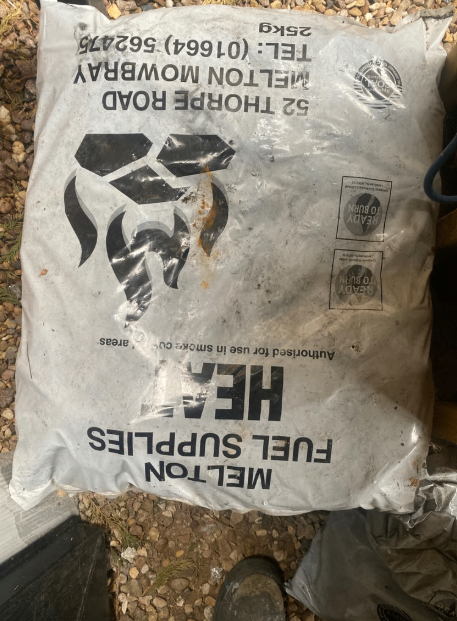 MELTON
FUEL SUPPLIES
HEAT
Authorised for use in smoke control areas
READY
TO BURN
READY
TO BURN
52 THORPE ROAD
MELTON MOWBRAY
TEL: (01664) 562475
25kg